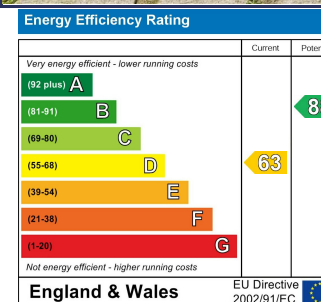 Energy Efficiency Rating
Current
Very energy efficient - lower running costs
(92 plus) A
(81-91) B
(69-80) C
(55-68) D
63
(39-54) E
(21-38) F
(1-20) G
Not energy efficient - higher running costs
England & Wales
EU Directive
2002/91/EC